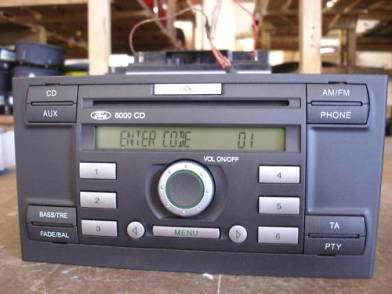 CD
AUX
AM/FM
PHONE
Ford 6000 CD
ENTER CODE 01
VOL ON/OFF
1
2
3
4
5
6
BASS/TRE
FADE/BAL
MENU
TA
PTY